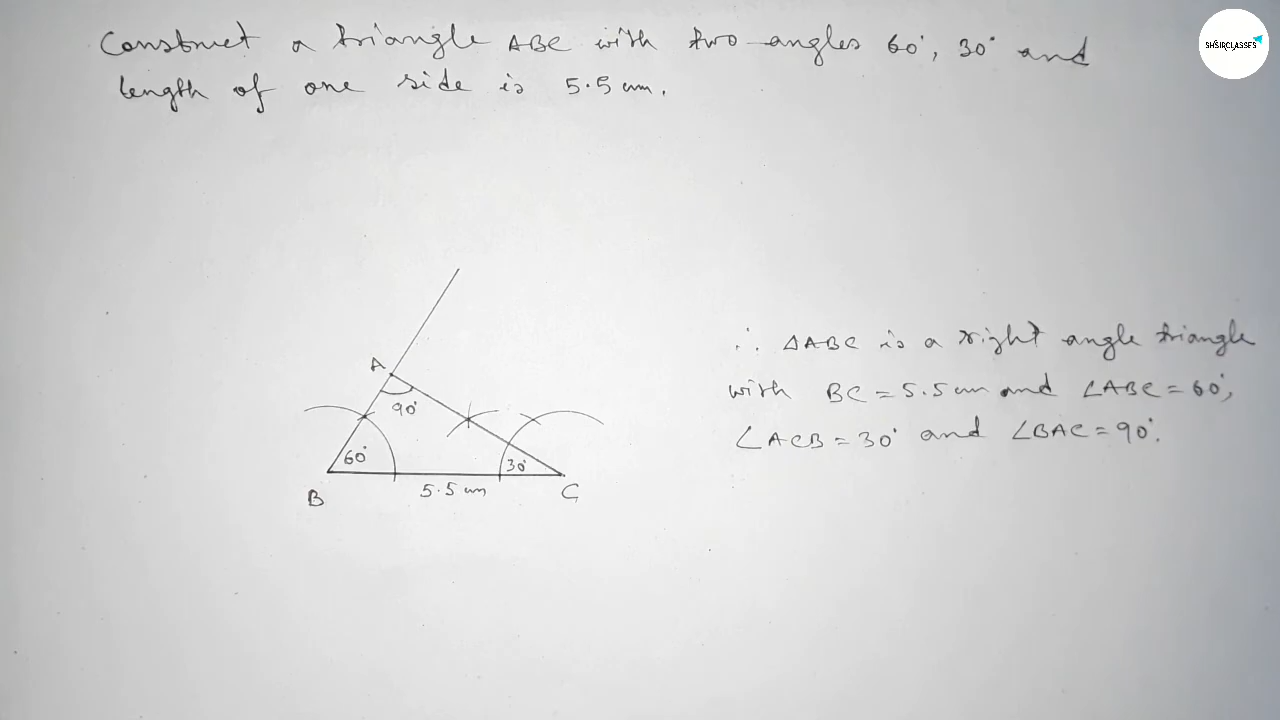 Construct a triangle ABC with two angles 60°, 30° and
length of one side is 5.5 cm.
SHSIRCLASSES
A
90°
60°
30°
B
5.5 cm
C
∴ △ABC is a right angle triangle
with BC = 5.5 cm and ∠ABC = 60°,
∠ACB = 30° and ∠BAC = 90°.